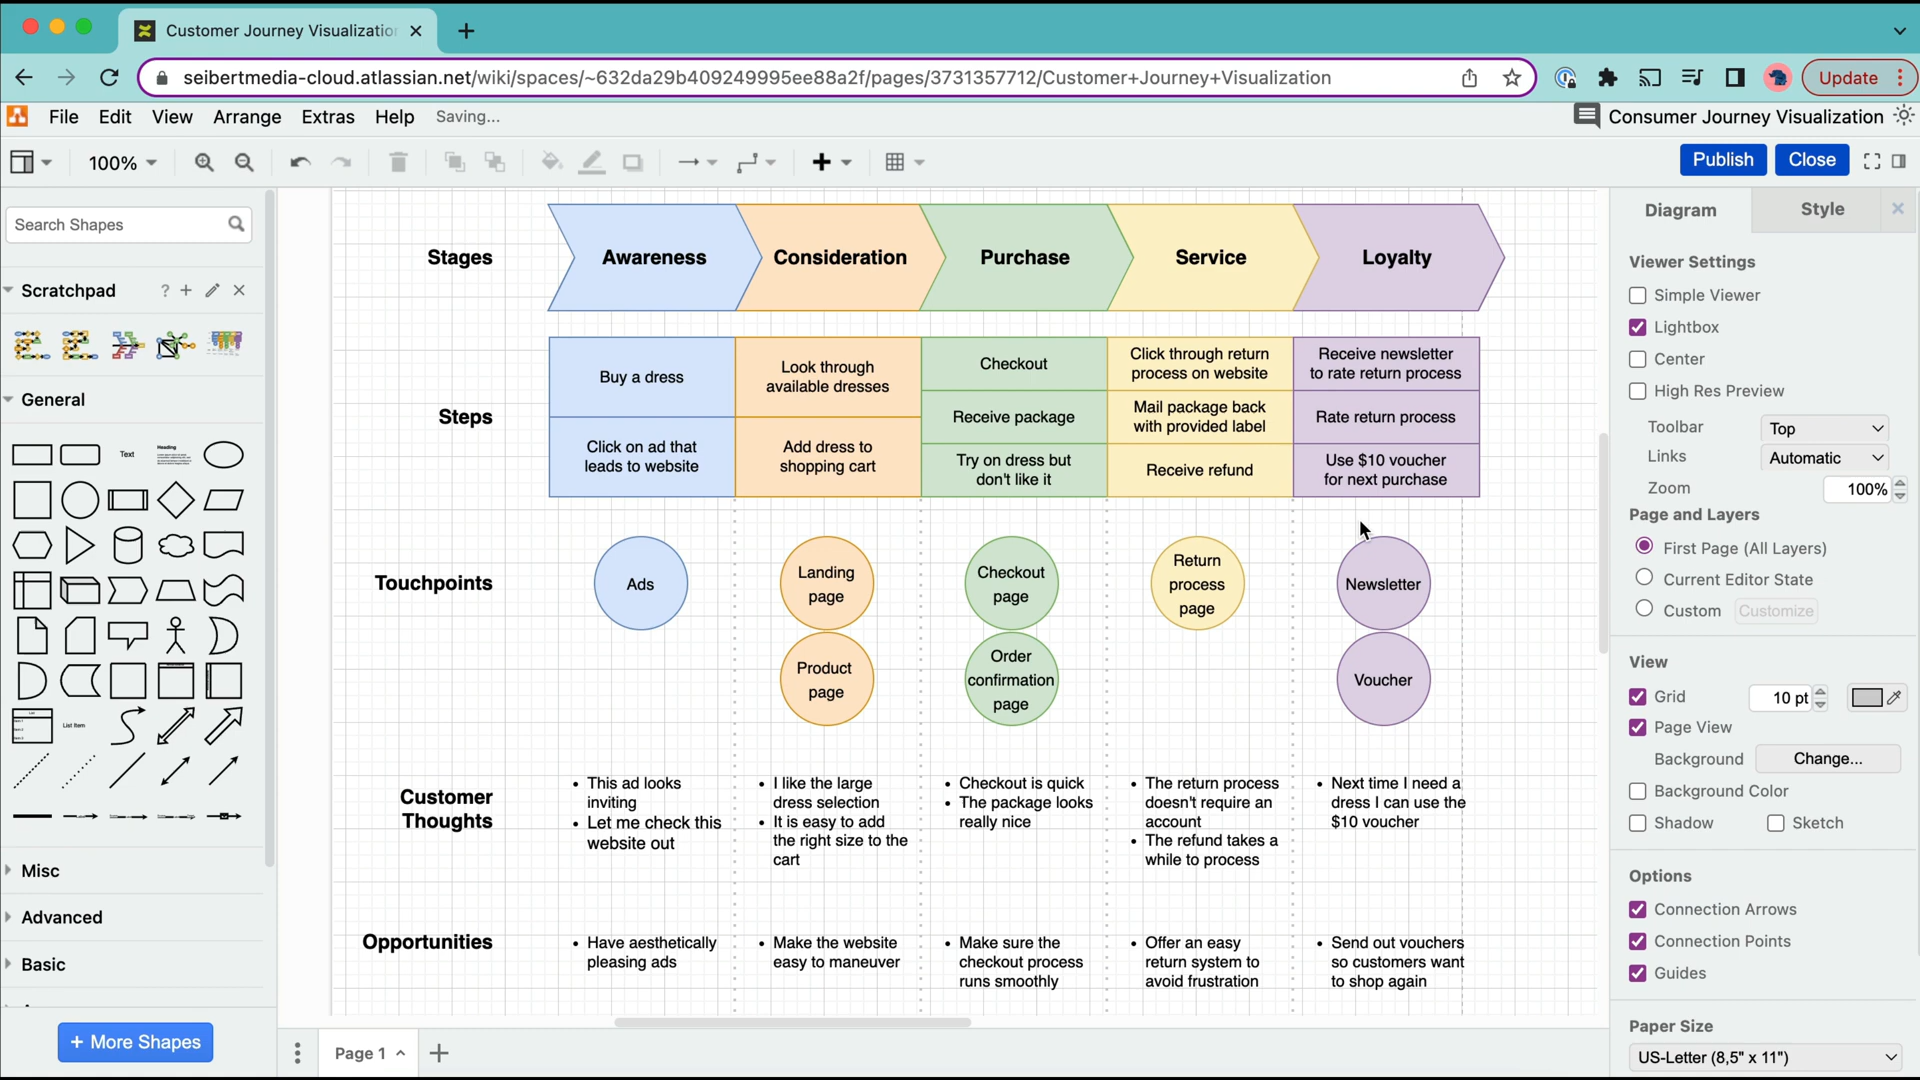 Customer Journey Visualizatio
seibertmedia-cloud.atlassian.net/wiki/spaces/~632da29b409249995ee88a2f/pages/3731357712/Customer+Journey+Visualization
Update
File Edit View Arrange Extras Help Saving...
Consumer Journey Visualization
100%
Publish
Close
Search Shapes
Scratchpad
?
General
Text
Heading
List Item
Misc
Advanced
Basic
+ More Shapes
Stages
Awareness
Consideration
Purchase
Service
Loyalty
Steps
Buy a dress
Click on ad that
leads to website
Look through
available dresses
Add dress to
shopping cart
Checkout
Receive package
Try on dress but
don't like it
Click through return
process on website
Mail package back
with provided label
Receive refund
Receive newsletter
to rate return process
Rate return process
Use $10 voucher
for next purchase
Touchpoints
Ads
Landing
page
Product
page
Checkout
page
Order
confirmation
page
Return
process
page
Newsletter
Voucher
Customer
Thoughts
• This ad looks
inviting
• Let me check this
website out
• I like the large
dress selection
• It is easy to add
the right size to the
cart
• Checkout is quick
• The package looks
really nice
• The return process
doesn't require an
account
• The refund takes a
while to process
• Next time I need a
dress I can use the
$10 voucher
Opportunities
• Have aesthetically
pleasing ads
• Make the website
easy to maneuver
• Make sure the
checkout process
runs smoothly
• Offer an easy
return system to
avoid frustration
• Send out vouchers
so customers want
to shop again
Page 1
Diagram
Style
Viewer Settings
Simple Viewer
Lightbox
Center
High Res Preview
Toolbar Top
Links Automatic
Zoom 100%
Page and Layers
First Page (All Layers)
Current Editor State
Custom Customize
View
Grid 10 pt
Page View
Background Change...
Background Color
Shadow Sketch
Options
Connection Arrows
Connection Points
Guides
Paper Size
US-Letter (8,5" x 11")